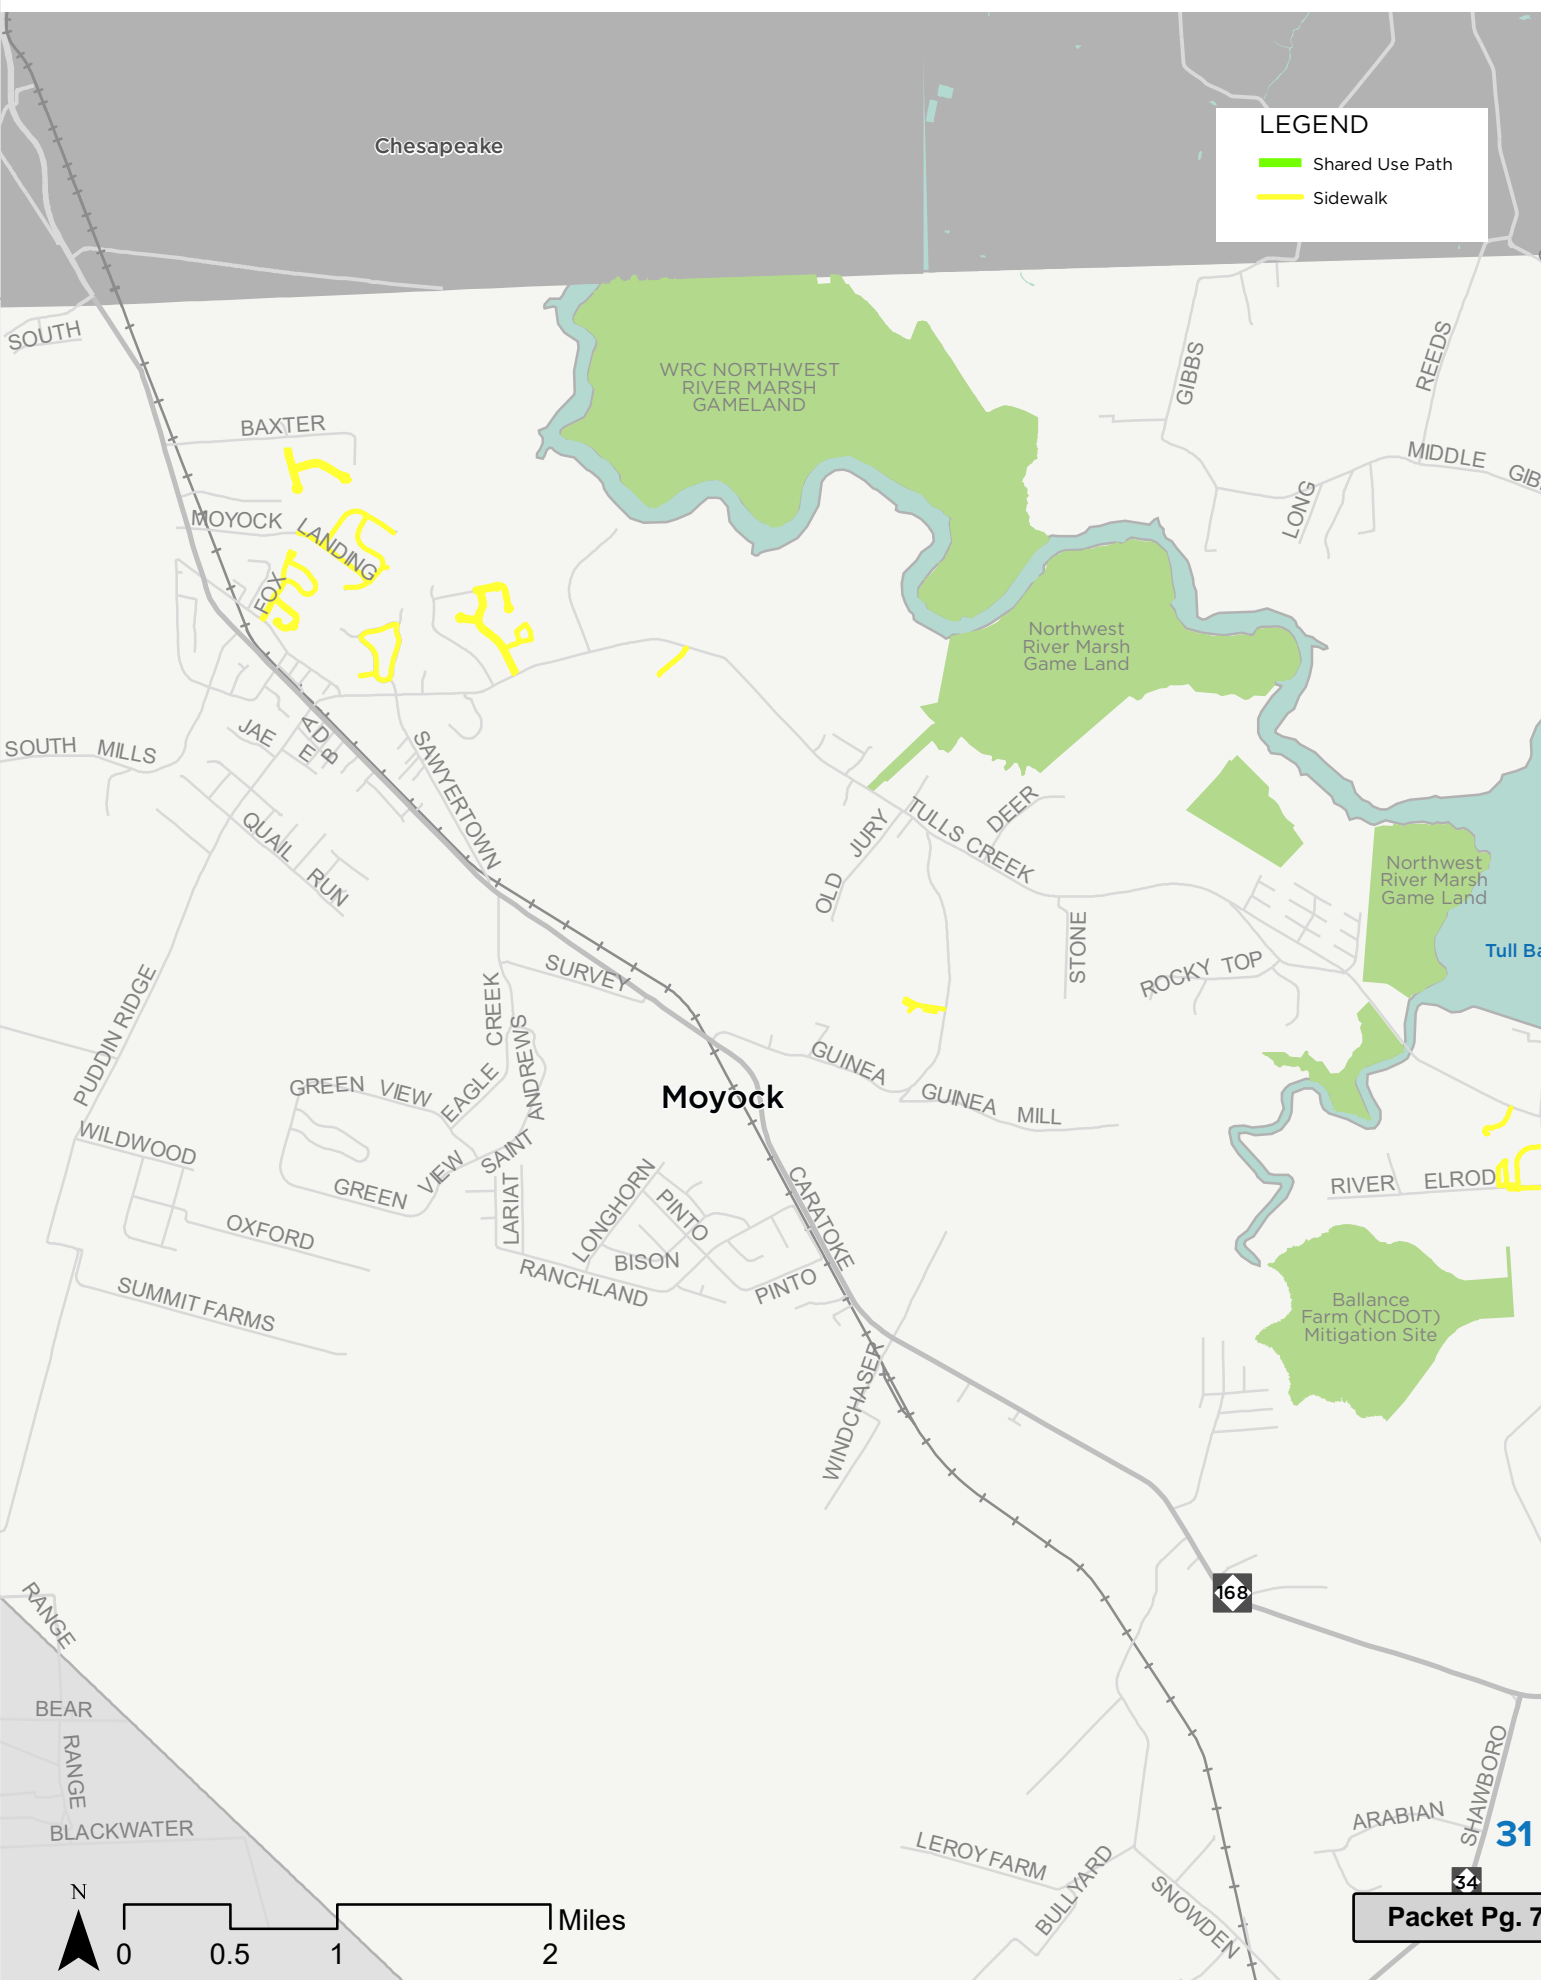 Chesapeake
LEGEND
Shared Use Path
Sidewalk
SOUTH
WRC NORTHWEST
RIVER MARSH
GAMELAND
GIBBS
REEDS
BAXTER
MIDDLE GIB
MOYOCK LANDING
LONG
FOX
Northwest
River Marsh
Game Land
SOUTH MILLS
JAE
ADE
B
SAWYERTOWN
QUAIL RUN
OLD JURY
TULLS CREEK
DEER
Northwest
River Marsh
Game Land
STONE
Tull Ba
ROCKY TOP
SURVEY
PUDDIN RIDGE
EAGLE CREEK
SAINT ANDREWS
GUINEA
GREEN VIEW
Moyock
GUINEA MILL
WILDWOOD
GREEN VIEW
LARIAT
LONGHORN
PINTO
CARATOKE
RIVER
ELROD
OXFORD
BISON
RANCHLAND
PINTO
SUMMIT FARMS
Ballance
Farm (NCDOT)
Mitigation Site
WINDCHASER
168
RANGE
BEAR
RANGE
BLACKWATER
SHAWBORO
ARABIAN
31
LEROY FARM
BULLYARD
SNOWDEN
34
Packet Pg. 7
N
Miles
0 0.5 1 2